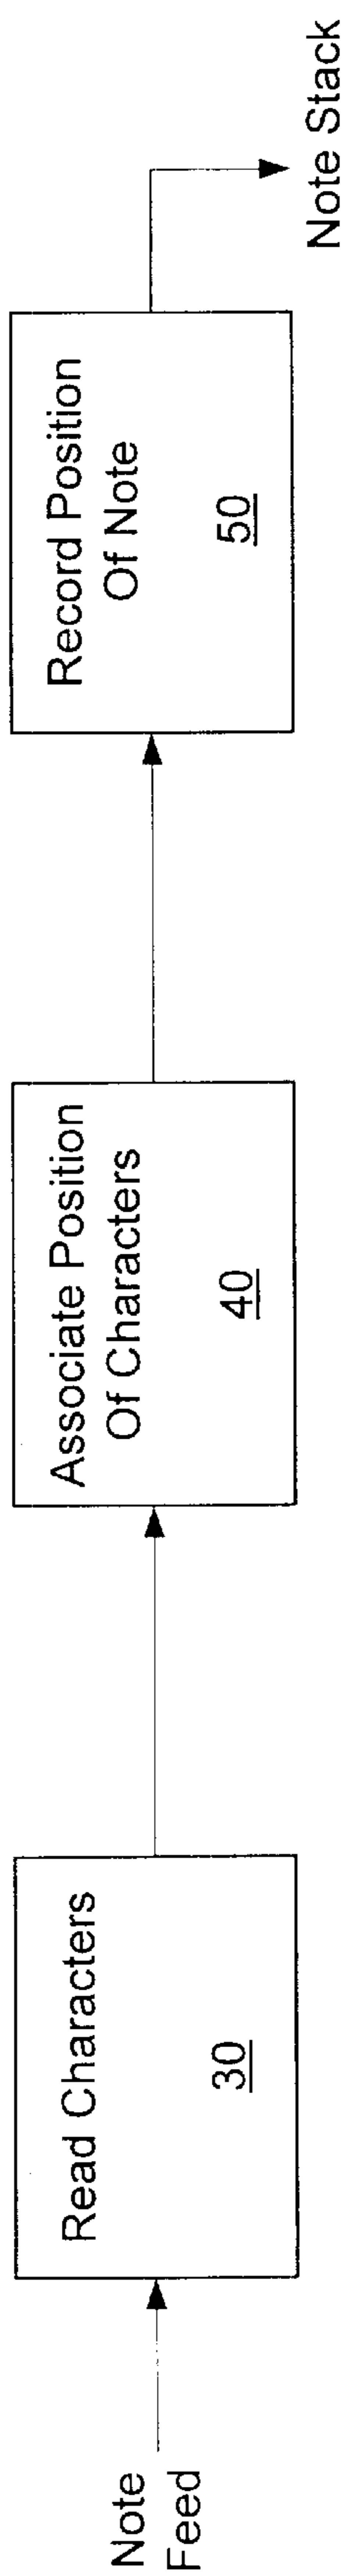 Note
Feed
Read Characters
30
Associate Position
Of Characters
40
Record Position
Of Note
50
Note Stack